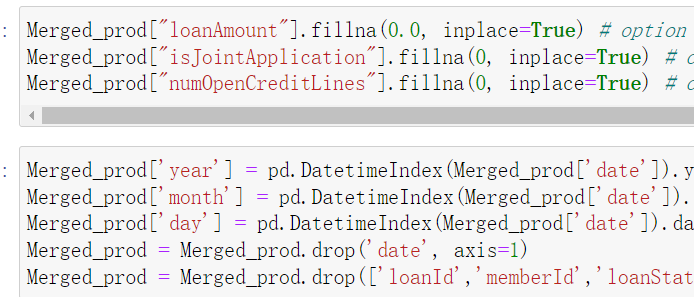 : Merged_prod["loanAmount"].fillna(0.0, inplace=True) # option
Merged_prod["isJointApplication"].fillna(0, inplace=True) #
Merged_prod["numOpenCreditLines"].fillna(0, inplace=True) #
: Merged_prod['year'] = pd.DatetimeIndex(Merged_prod['date']).y
Merged_prod['month'] = pd.DatetimeIndex(Merged_prod['date']).
Merged_prod['day'] = pd.DatetimeIndex(Merged_prod['date']).da
Merged_prod = Merged_prod.drop('date', axis=1)
Merged_prod = Merged_prod.drop(['loanId','memberId','loanStat